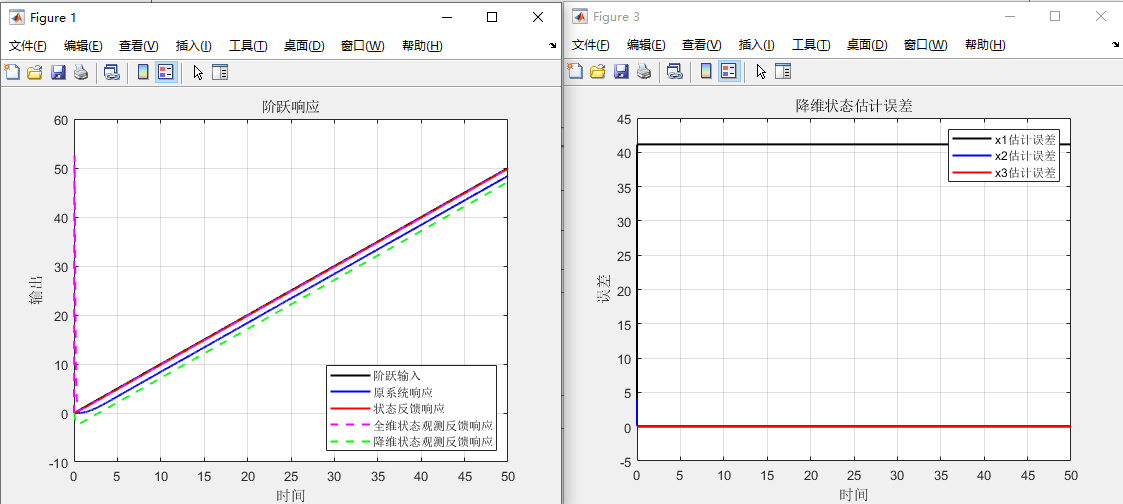 Figure 1
文件(F) 编辑(E) 查看(V) 插入(I) 工具(T) 桌面(D) 窗口(W) 帮助(H)
阶跃响应
60
50
40
30
20
10
0
-10
输出
0 5 10 15 20 25 30 35 40 45 50
时间
阶跃输入
原系统响应
状态反馈响应
全维状态观测反馈响应
降维状态观测反馈响应
Figure 3
文件(F) 编辑(E) 查看(V) 插入(I) 工具(T) 桌面(D) 窗口(W) 帮助(H)
降维状态估计误差
45
40
35
30
25
20
15
10
5
0
-5
误差
0 5 10 15 20 25 30 35 40 45 50
时间
x1估计误差
x2估计误差
x3估计误差